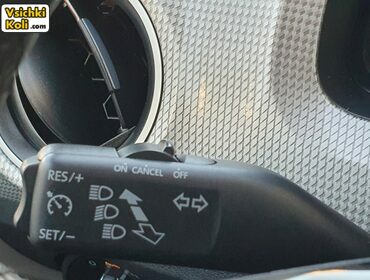 Vsichki
Koli.com
ON CANCEL OFF
RES/+
SET/-